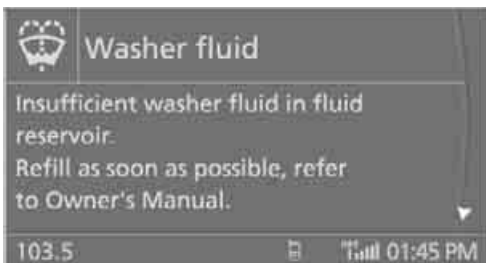 Washer fluid
Insufficient washer fluid in fluid
reservoir.
Refill as soon as possible, refer
to Owner's Manual.
103.5 01:45 PM